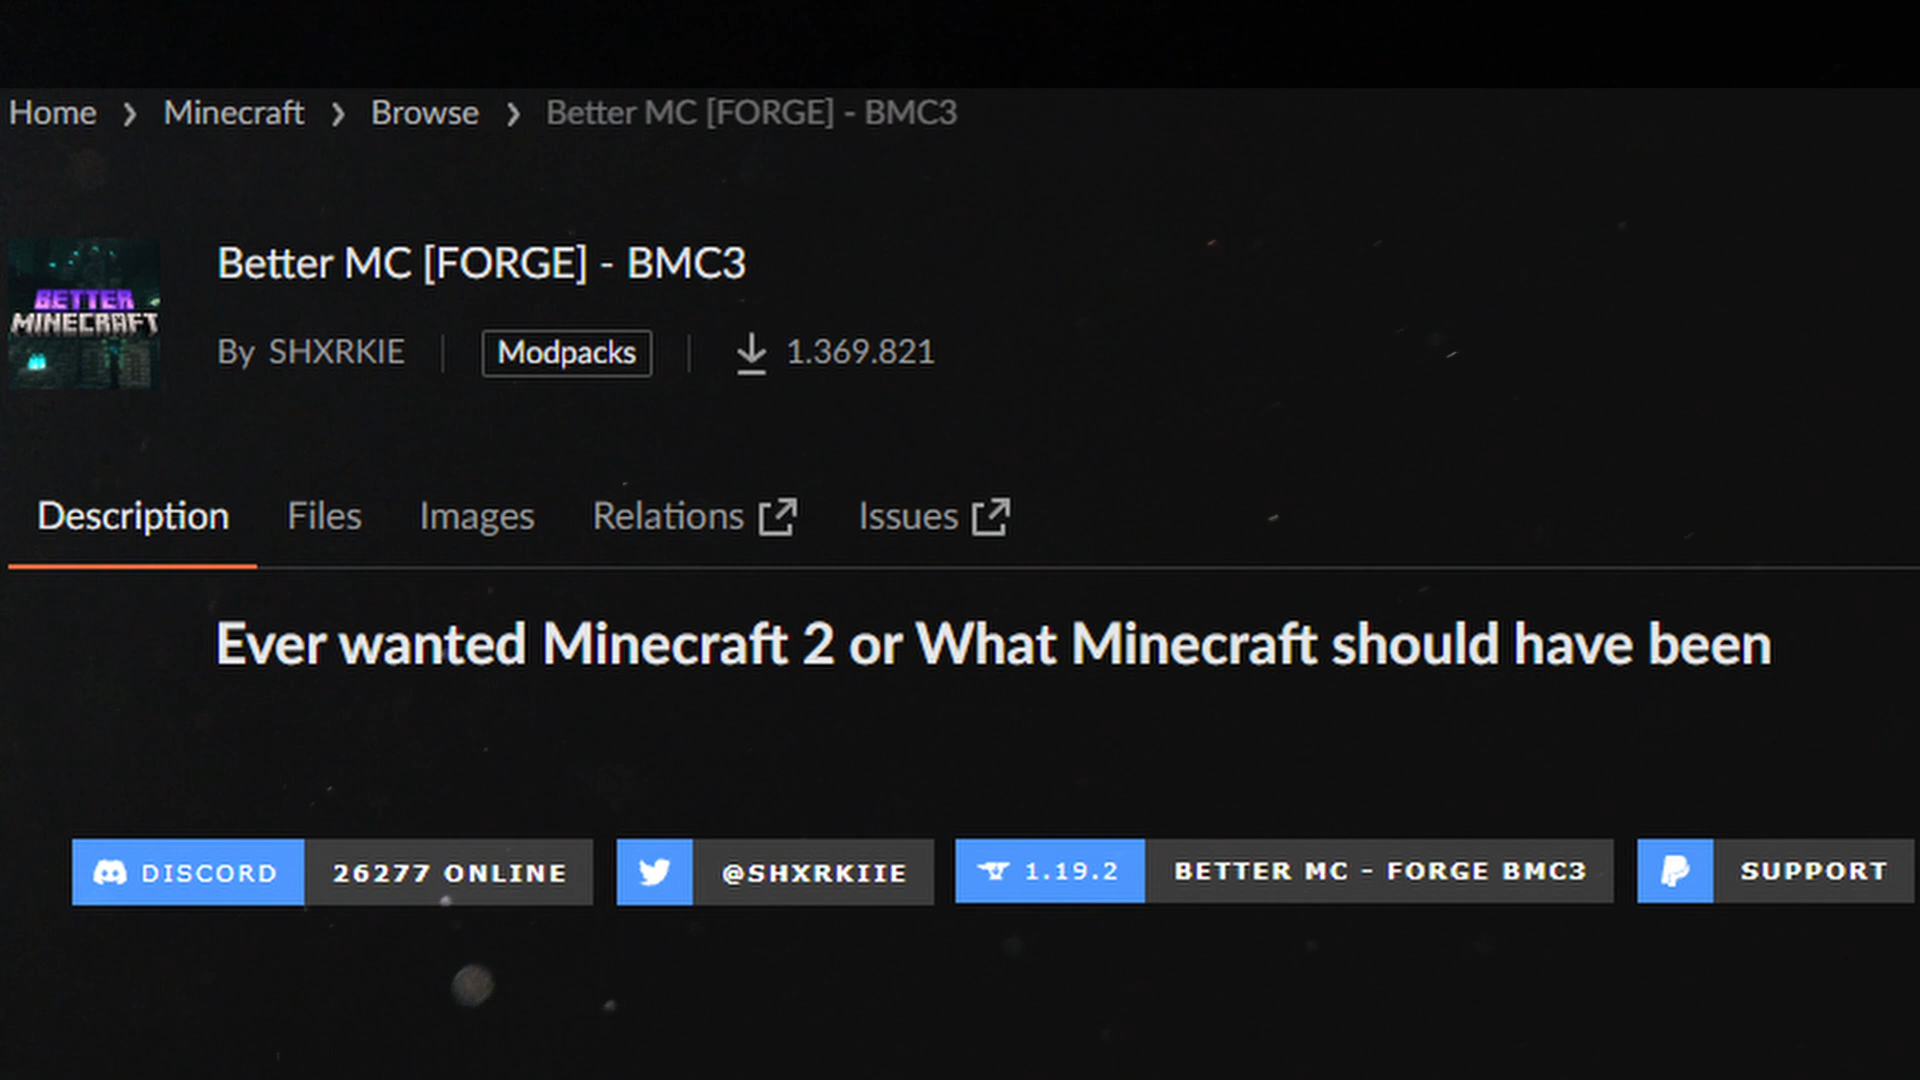 Home > Minecraft > Browse > Better MC [FORGE] - BMC3
Better MC [FORGE] - BMC3
BETTER
MINECRAFT
By SHXRKIE | Modpacks | 1.369.821
Description Files Images Relations Issues
Ever wanted Minecraft 2 or What Minecraft should have been
DISCORD 26277 ONLINE @SHXRKIIE 1.19.2 BETTER MC - FORGE BMC3 SUPPORT